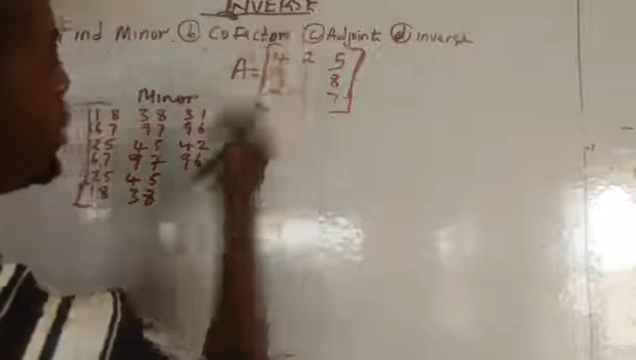 INVERSE
Find Minor (b) Cofactor (c) Adjoint (d) inverse
A= 4 2 5
8
7
Minor
1 8 3 8 3 1
6 7 9 7 9 6
2 5 4 5 4 2
6 7 9 7 9 6
2 5 4 5
1 8 3 8